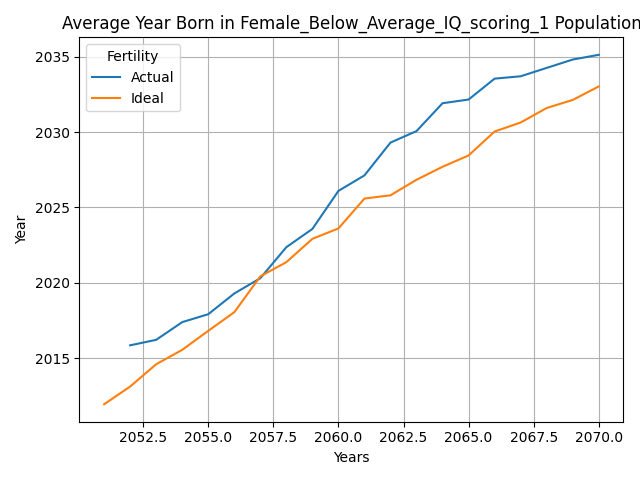 Average Year Born in Female_Below_Average_IQ_scoring_1 Population
Fertility
Actual
Ideal
2035
2030
2025
2020
2015
Year
2052.5 2055.0 2057.5 2060.0 2062.5 2065.0 2067.5 2070.0
Years